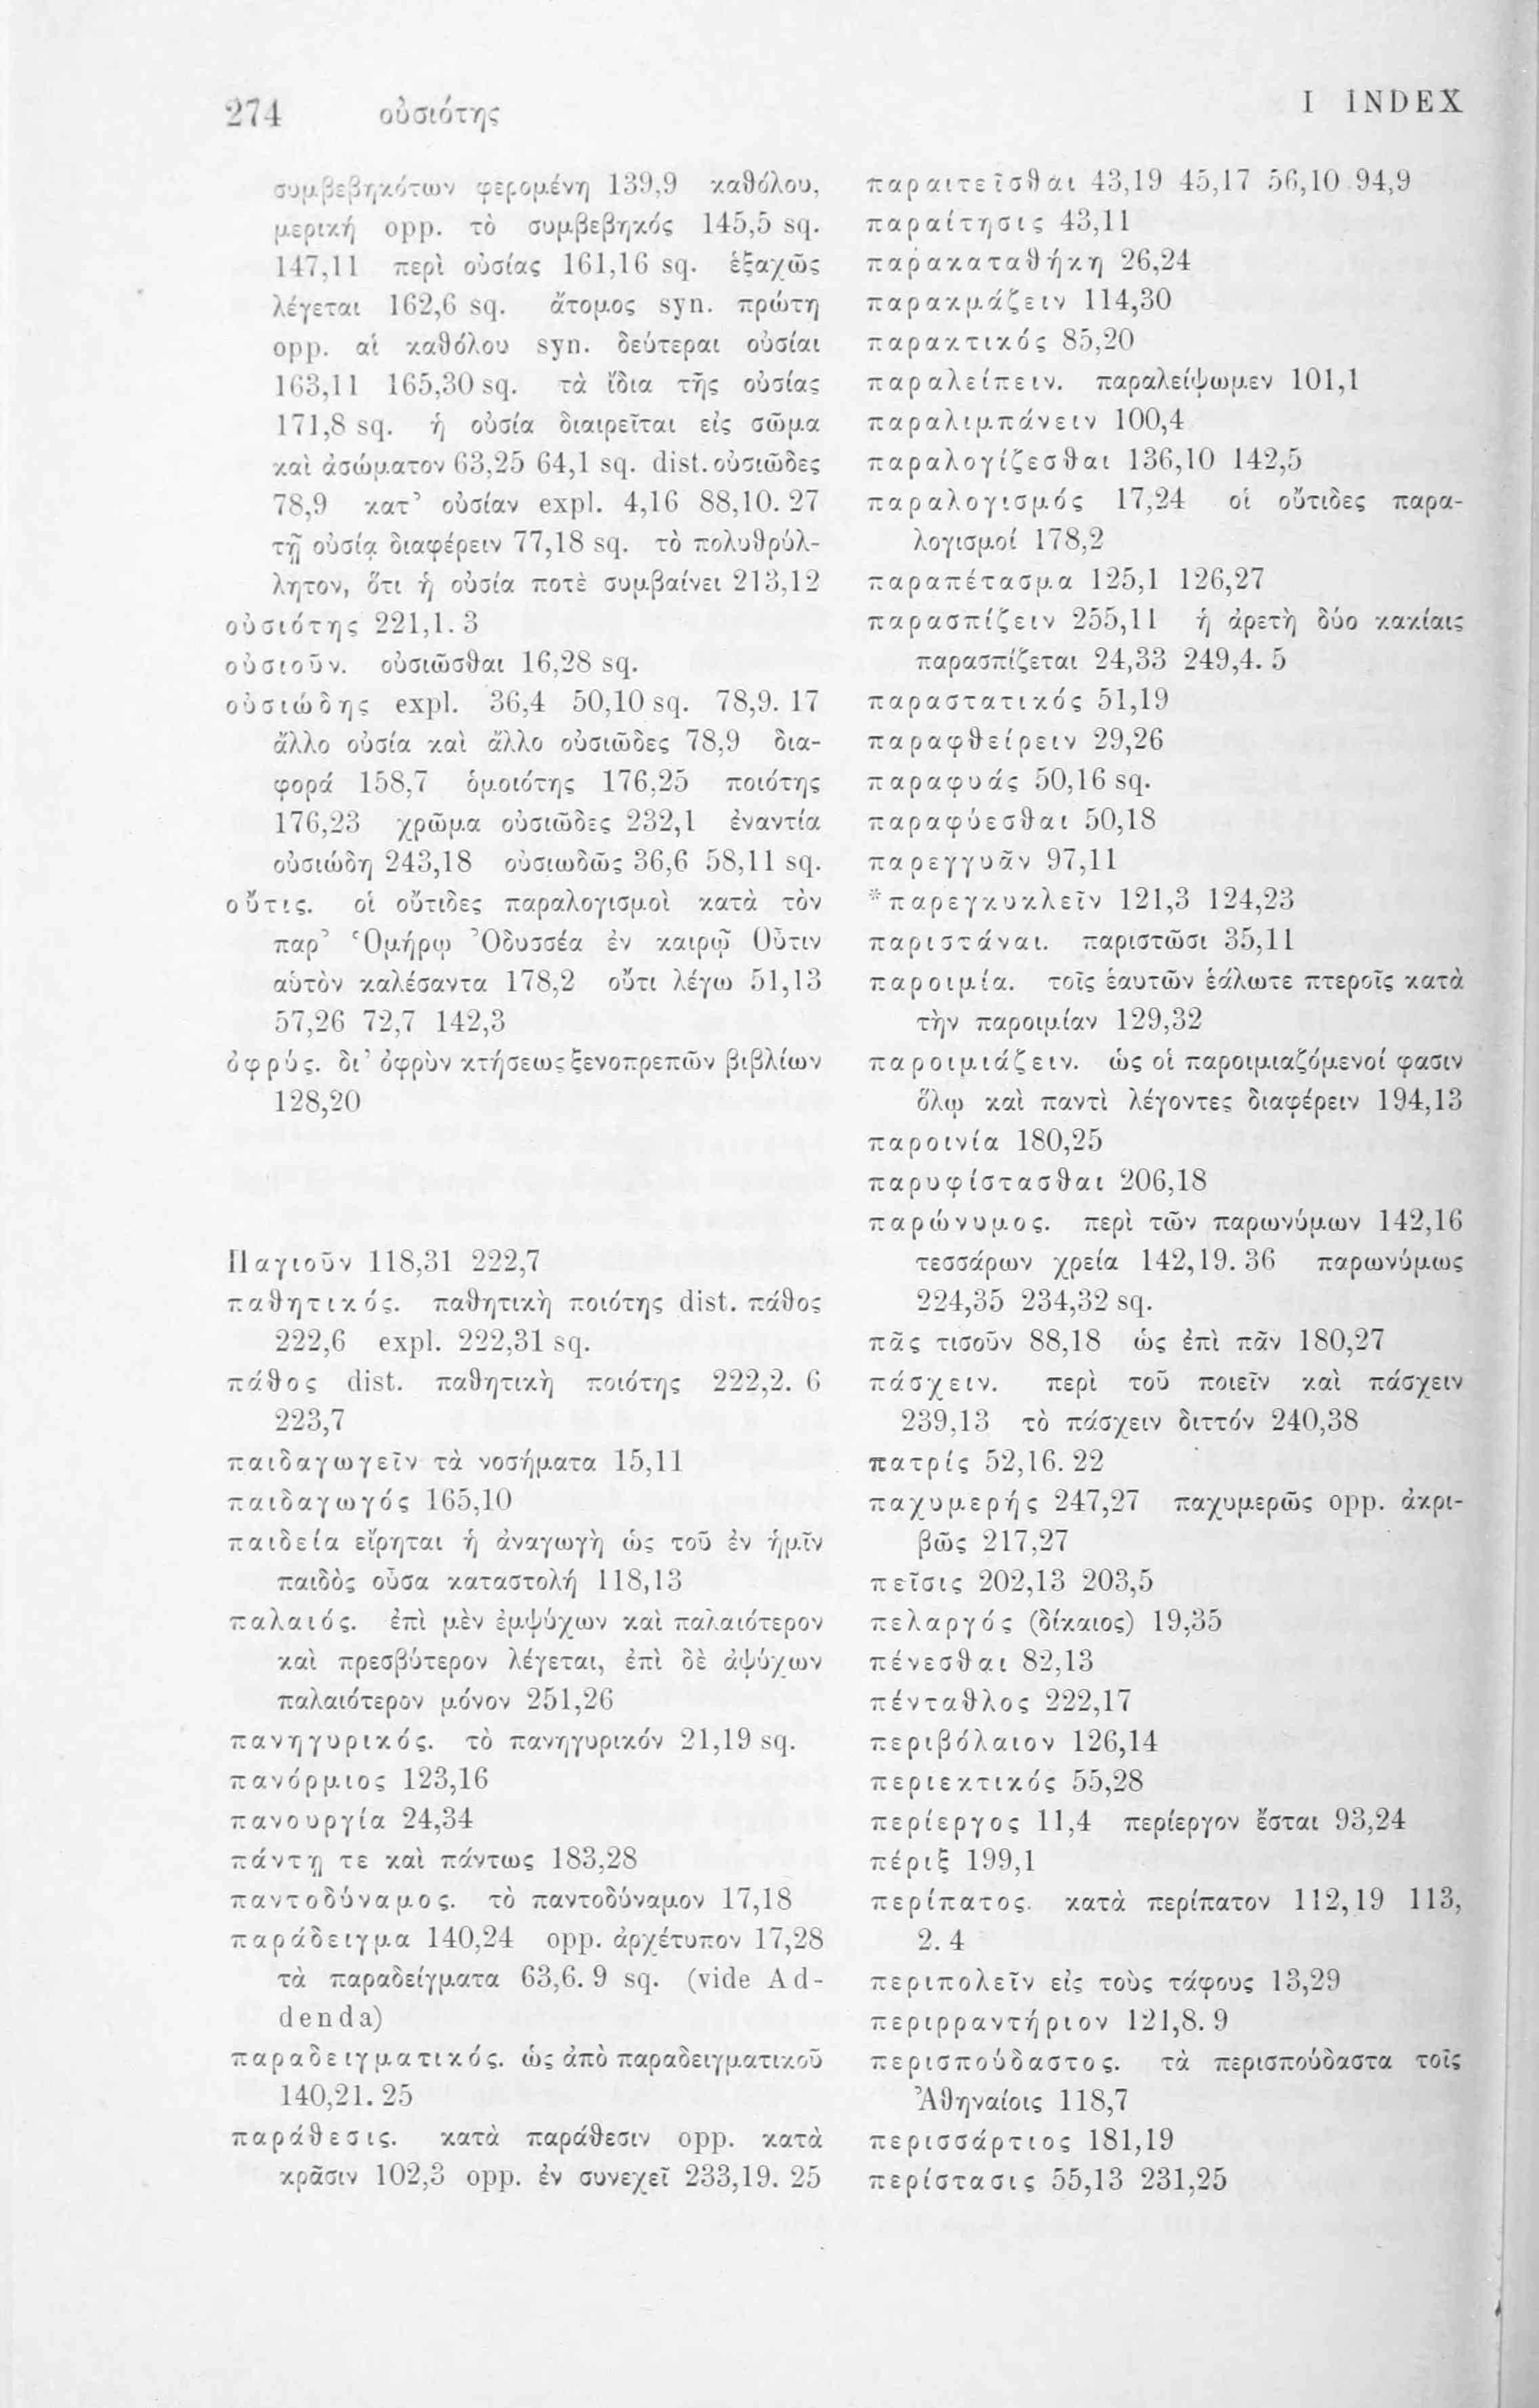 274 οὐσιότης
I INDEX
συμβεβηκότων φερομένη 139,9 καθόλου,
μερική opp. τὸ συμβεβηκός 145,5 sq.
147,11 περὶ οὐσίας 161,16 sq. ἑξαχῶς
λέγεται 162,6 sq. ἄτομος syn. πρώτη
opp. αἱ καθόλου syn. δεύτεραι οὐσίαι
163,11 165,30 sq. τὰ ἴδια τῆς οὐσίας
171,8 sq. ἡ οὐσία διαιρεῖται εἰς σῶμα
καὶ ἀσώματον 63,25 64,1 sq. dist. οὐσιῶδες
78,9 κατ’ οὐσίαν expl. 4,16 88,10. 27
τῇ οὐσίᾳ διαφέρειν 77,18 sq. τὸ πολυθρύλ-
λητον, ὅτι ἡ οὐσία ποτὲ συμβαίνει 213,12
οὐσιότης 221,1. 3
οὐσιοῦν. οὐσιῶσθαι 16,28 sq.
οὐσιώδης expl. 36,4 50,10 sq. 78,9. 17
ἄλλο οὐσία καὶ ἄλλο οὐσιῶδες 78,9 δια-
φορά 158,7 ὁμοιότης 176,25 ποιότης
176,23 χρῶμα οὐσιῶδες 232,1 ἐναντία
οὐσιώδη 243,18 οὐσιωδῶς 36,6 58,11 sq.
οὔτις. οἱ οὔτιδες παραλογισμοὶ κατὰ τὸν
παρ’ Ὁμήρῳ Ὀδυσσέα ἐν καιρῷ Οὖτιν
αὑτὸν καλέσαντα 178,2 οὔτι λέγω 51,13
57,26 72,7 142,3
ὀφρύς. δι’ ὀφρὺν κτήσεως ξενοπρεπῶν βιβλίων
128,20
Παγιοῦν 118,31 222,7
παθητικός. παθητικὴ ποιότης dist. πάθος
222,6 expl. 222,31 sq.
πάθος dist. παθητικὴ ποιότης 222,2. 6
223,7
παιδαγωγεῖν τὰ νοσήματα 15,11
παιδαγωγός 165,10
παιδεία εἴρηται ἡ ἀναγωγὴ ὡς τοῦ ἐν ἡμῖν
παιδὸς οὖσα καταστολή 118,13
παλαιός. ἐπὶ μὲν ἐμψύχων καὶ παλαιότερον
καὶ πρεσβύτερον λέγεται, ἐπὶ δὲ ἀψύχων
παλαιότερον μόνον 251,26
πανηγυρικός. τὸ πανηγυρικόν 21,19 sq.
πανόρμιος 123,16
πανουργία 24,34
πάντῃ τε καὶ πάντως 183,28
παντοδύναμος. τὸ παντοδύναμον 17,18
παράδειγμα 140,24 opp. ἀρχέτυπον 17,28
τὰ παραδείγματα 63,6. 9 sq. (vide Ad-
denda)
παραδειγματικός. ὡς ἀπὸ παραδειγματικοῦ
140,21. 25
παράθεσις. κατὰ παράθεσιν opp. κατὰ
κρᾶσιν 102,3 opp. ἐν συνεχεῖ 233,19. 25
παραιτεῖσθαι 43,19 45,17 56,10 94,9
παραίτησις 43,11
παρακαταθήκη 26,24
παρακμάζειν 114,30
παρακτικός 85,20
παραλείπειν. παραλείψωμεν 101,1
παραλιμπάνειν 100,4
παραλογίζεσθαι 136,10 142,5
παραλογισμός 17,24 οἱ οὔτιδες παρα-
λογισμοί 178,2
παραπέτασμα 125,1 126,27
παρασπίζειν 255,11 ἡ ἀρετὴ δύο κακίαις
παρασπίζεται 24,33 249,4. 5
παραστατικός 51,19
παραφθείρειν 29,26
παραφυάς 50,16 sq.
παραφύεσθαι 50,18
παρεγγυᾶν 97,11
*παρεγκυκλεῖν 121,3 124,23
παριστάναι. παριστῶσι 35,11
παροιμία. τοῖς ἑαυτῶν ἑάλωτε πτεροῖς κατὰ
τὴν παροιμίαν 129,32
παροιμιάζειν. ὡς οἱ παροιμιαζόμενοί φασιν
ὅλῳ καὶ παντὶ λέγοντες διαφέρειν 194,13
παροινία 180,25
παρυφίστασθαι 206,18
παρώνυμος. περὶ τῶν παρωνύμων 142,16
τεσσάρων χρεία 142,19. 36 παρωνύμως
224,35 234,32 sq.
πᾶς τισοῦν 88,18 ὡς ἐπὶ πᾶν 180,27
πάσχειν. περὶ τοῦ ποιεῖν καὶ πάσχειν
239,13 τὸ πάσχειν διττόν 240,38
πατρίς 52,16. 22
παχυμερής 247,27 παχυμερῶς opp. ἀκρι-
βῶς 217,27
πεῖσις 202,13 203,5
πελαργός (δίκαιος) 19,35
πένεσθαι 82,13
πένταθλος 222,17
περιβόλαιον 126,14
περιεκτικός 55,28
περίεργος 11,4 περίεργον ἔσται 93,24
πέριξ 199,1
περίπατος. κατὰ περίπατον 112,19 113,
2. 4
περιπολεῖν εἰς τοὺς τάφους 13,29
περιρραντήριον 121,8. 9
περισπούδαστος. τὰ περισπούδαστα τοῖς
Ἀθηναίοις 118,7
περισσάρτιος 181,19
περίστασις 55,13 231,25